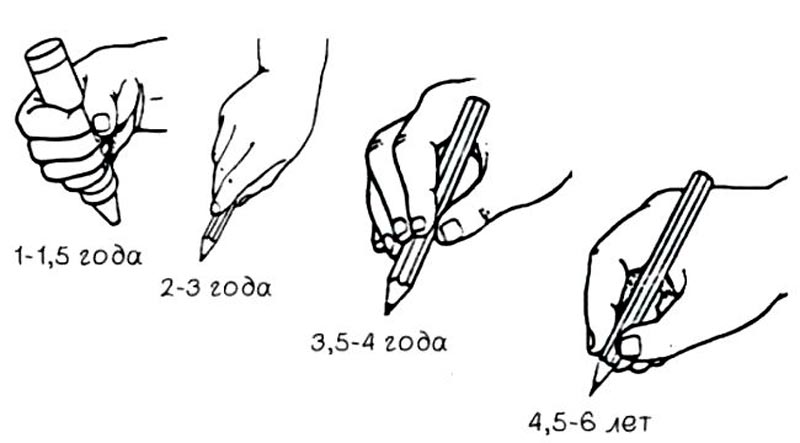 1-1,5 года
2-3 года
3,5-4 года
4,5-6 лет